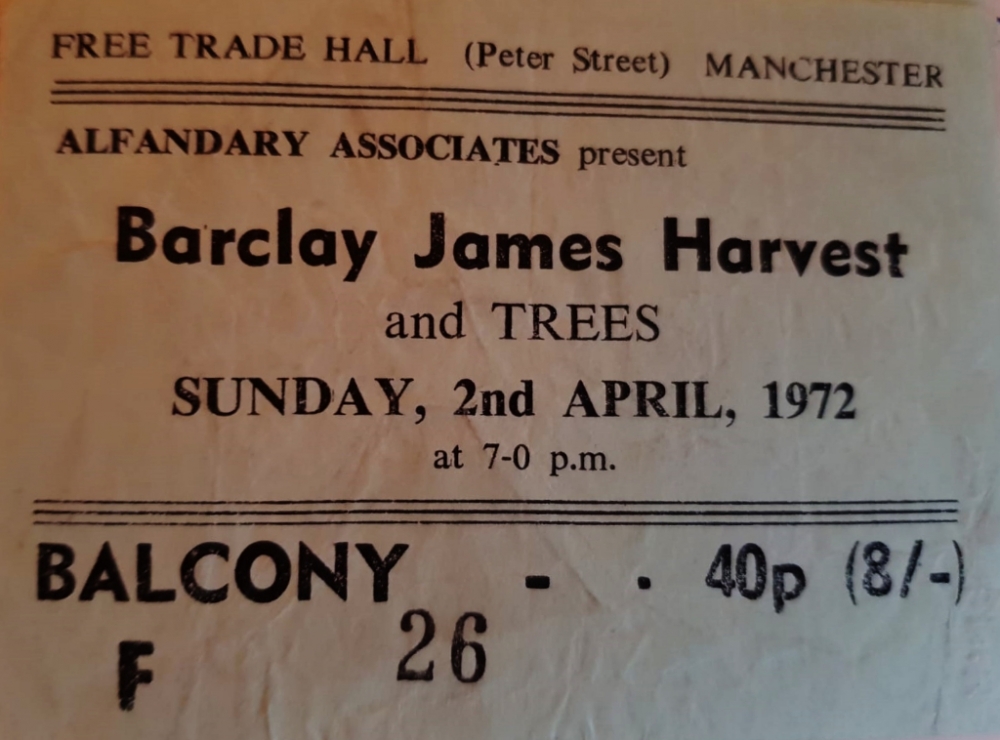 FREE TRADE HALL (Peter Street) MANCHESTER
ALFANDARY ASSOCIATES present
Barclay James Harvest
and TREES
SUNDAY, 2nd APRIL, 1972
at 7-0 p.m.
BALCONY - - 40p (8/-)
F 26